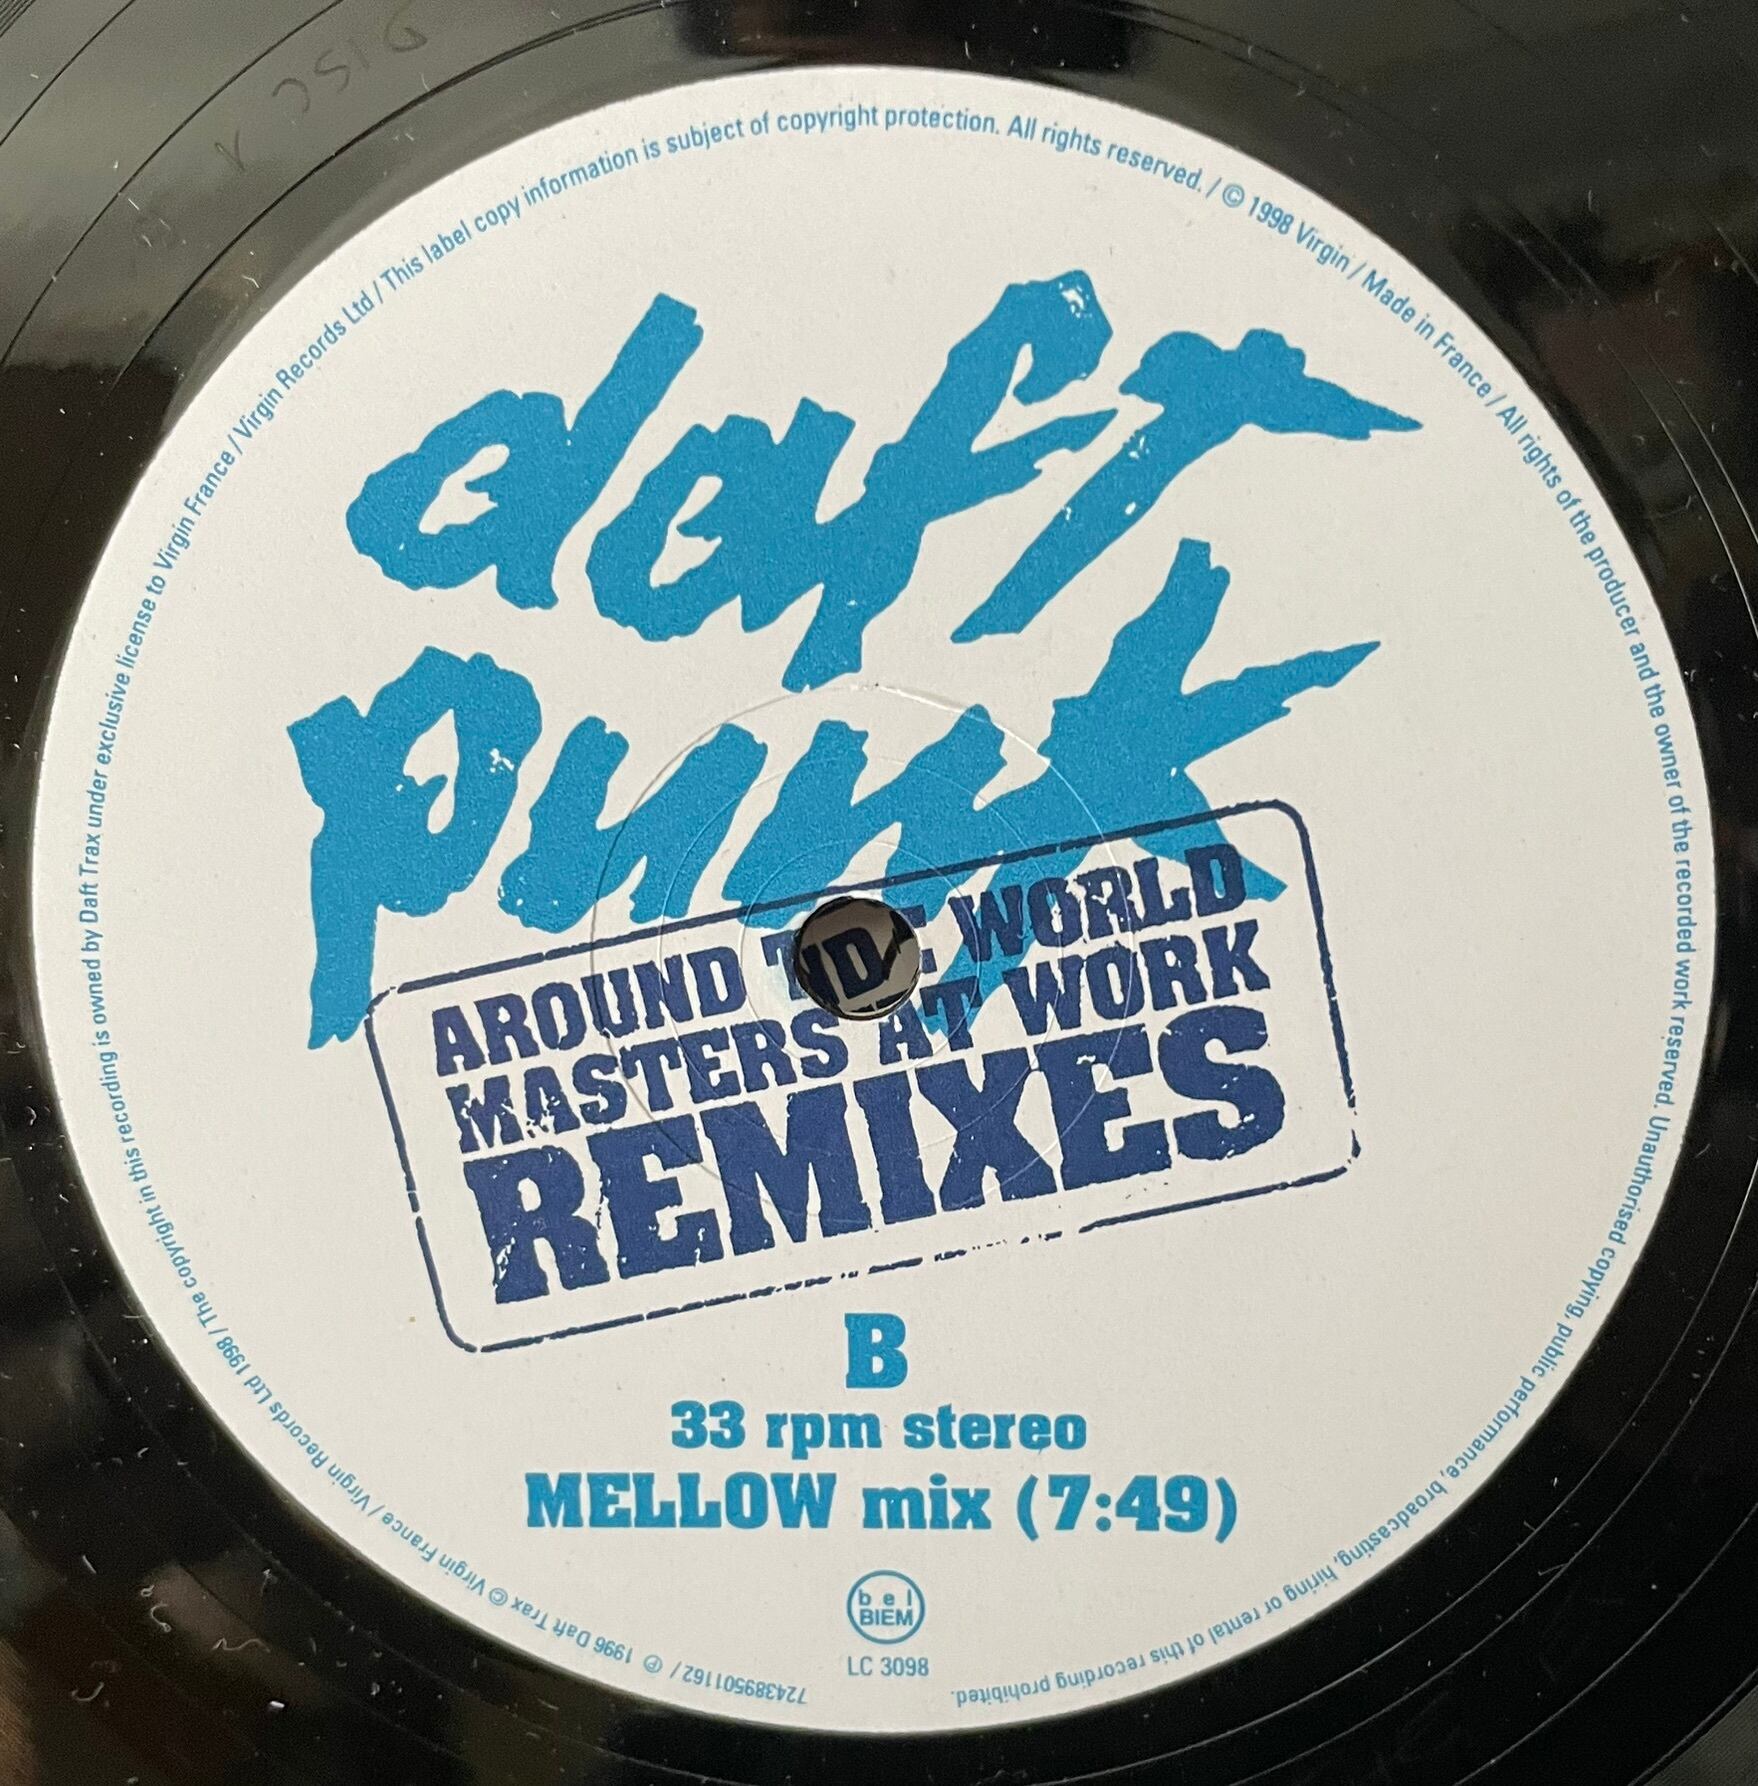 daft
punk
AROUND THE WORLD
MASTERS AT WORK
REMIXES
B
33 rpm stereo
MELLOW mix (7:49)
b e l
BIEM
LC 3098
724389501162 / ℗ 1996 Daft Trax © Virgin France / Virgin Records Ltd 1998 / The copyright in this recording is owned by Daft Trax under exclusive license to Virgin France / Virgin Records Ltd / This label copy information is subject of copyright protection. All rights reserved. / © 1998 Virgin / Made in France / All rights of the producer and the owner of the recorded work reserved. Unauthorised copying, public performance, broadcasting, hiring or rental of this recording prohibited.
DISC